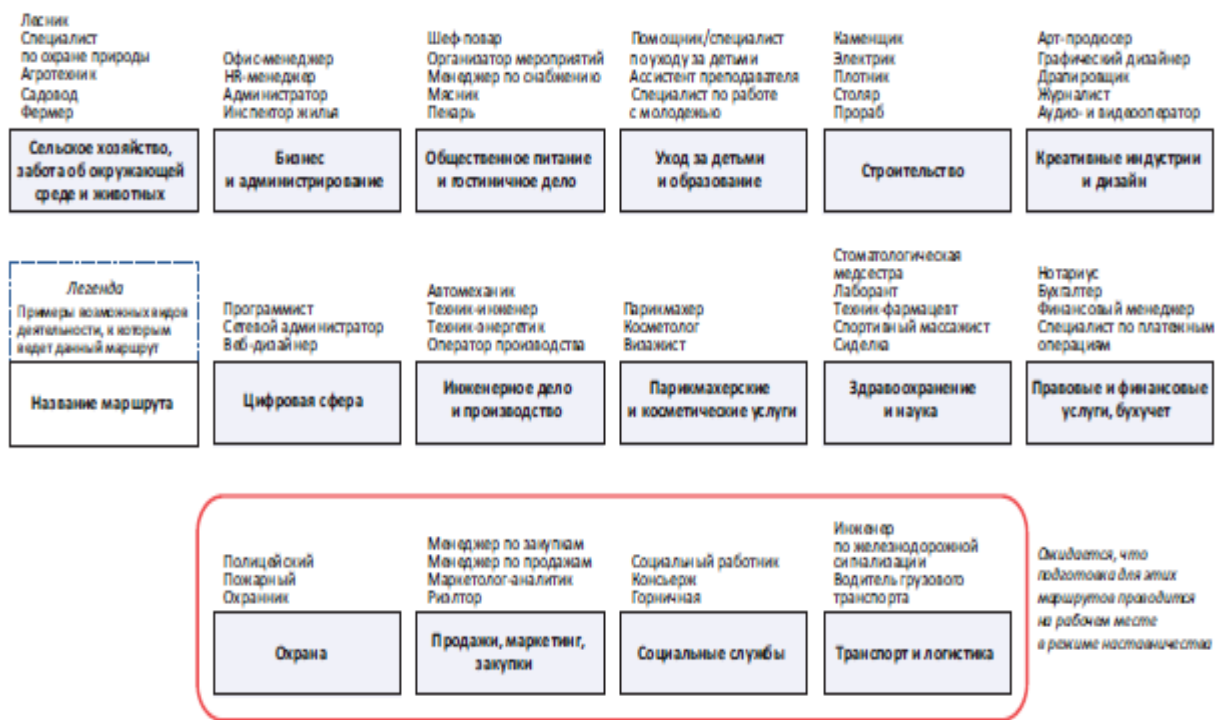 Лесник
Специалист
по охране природы
Агротехник
Садовод
Фермер
Сельское хозяйство,
забота об окружающей
среде и животных
Офис-менеджер
HR-менеджер
Администратор
Инспектор жилья
Бизнес
и администрирование
Шеф-повар
Организатор мероприятий
Менеджер по снабжению
Мясник
Пекарь
Общественное питание
и гостиничное дело
Помощник/специалист
по уходу за детьми
Ассистент преподавателя
Специалист по работе
с молодежью
Уход за детьми
и образование
Каменщик
Электрик
Плотник
Столяр
Прораб
Строительство
Арт-продюсер
Графический дизайнер
Драпировщик
Журналист
Аудио- и видеооператор
Креативные индустрии
и дизайн
Легенда
Примеры возможных видов
деятельности, к которым
ведет данный маршрут
Название маршрута
Программист
Сетевой администратор
Веб-дизайнер
Цифровая сфера
Автомеханик
Техник-инженер
Техник-энергетик
Оператор производства
Инженерное дело
и производство
Парикмахер
Косметолог
Визажист
Парикмахерские
и косметические услуги
Стоматологическая
медсестра
Лаборант
Техник-фармацевт
Спортивный массажист
Сиделка
Здравоохранение
и наука
Нотариус
Бухгалтер
Финансовый менеджер
Специалист по платежным
операциям
Правовые и финансовые
услуги, бухучет
Полицейский
Пожарный
Охранник
Охрана
Менеджер по закупкам
Менеджер по продажам
Маркетолог-аналитик
Риэлтор
Продажи, маркетинг,
закупки
Социальный работник
Консьерж
Горничная
Социальные службы
Инженер
по железнодорожной
сигнализации
Водитель грузового
транспорта
Транспорт и логистика
Ожидается, что
подготовка для этих
маршрутов проводится
на рабочем месте
в режиме наставничества